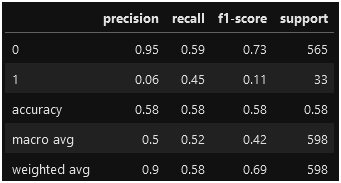 precision recall f1-score support
0 0.95 0.59 0.73 565
1 0.06 0.45 0.11 33
accuracy 0.58 0.58 0.58 0.58
macro avg 0.5 0.52 0.42 598
weighted avg 0.9 0.58 0.69 598